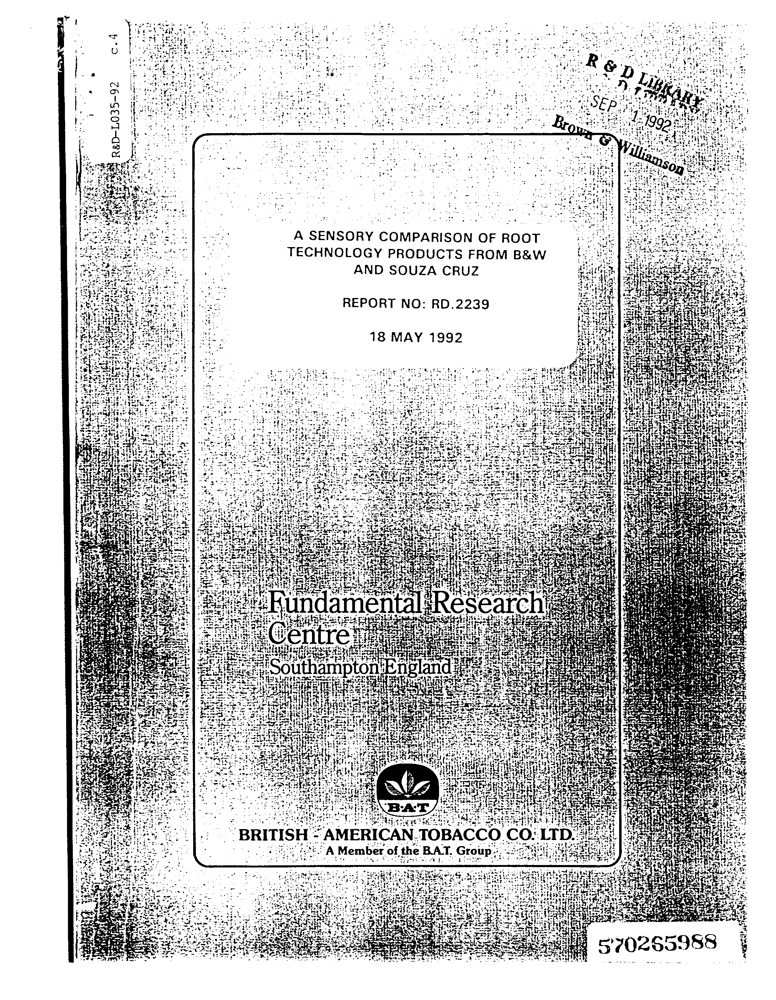 R&D-L035-92 c.4
R & D LIBRARY
SEP 1 1992
Brown & Williamson
A SENSORY COMPARISON OF ROOT
TECHNOLOGY PRODUCTS FROM B&W
AND SOUZA CRUZ
REPORT NO: RD.2239
18 MAY 1992
Fundamental Research
Centre
Southampton England
B·A·T
BRITISH - AMERICAN TOBACCO CO. LTD.
A Member of the B.A.T. Group
570265988